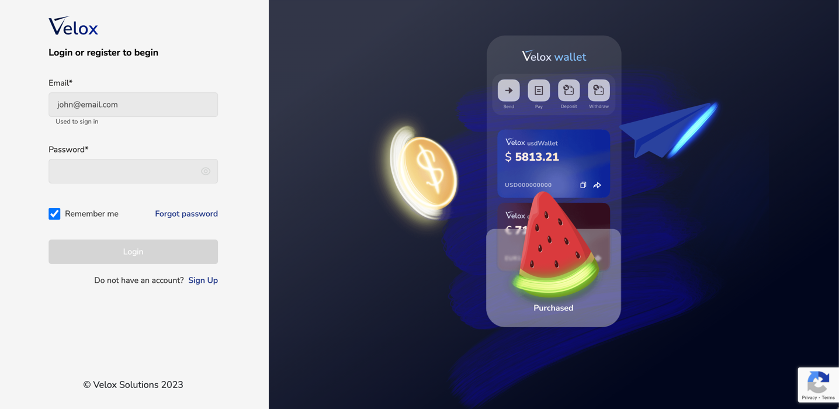 Velox
Login or register to begin
Email*
john@email.com
Used to sign in
Password*
Remember me
Forgot password
Login
Do not have an account? Sign Up
© Velox Solutions 2023
Velox wallet
Send Pay Deposit Withdraw
Velox usdWallet
$ 5813.21
USD000000000
Velox
€ 71
Purchased
Privacy - Terms